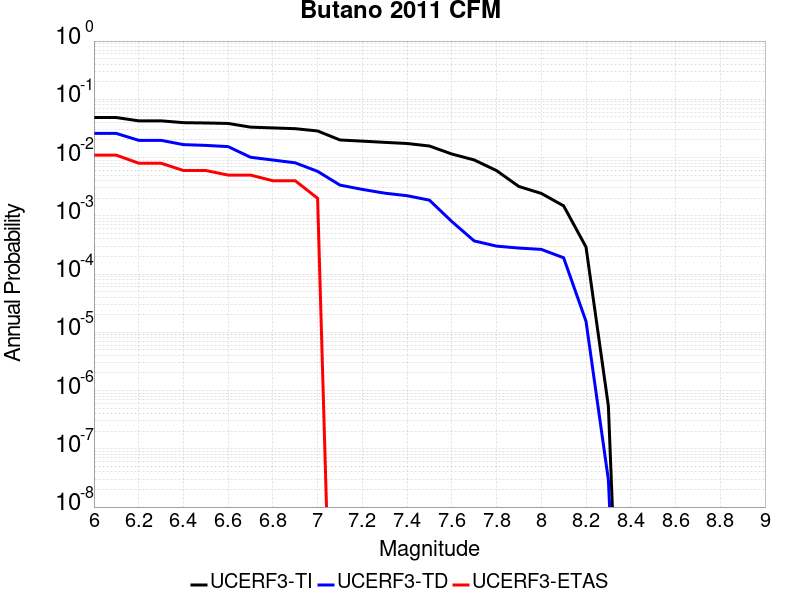 Butano 2011 CFM
10^0
10^-1
10^-2
10^-3
10^-4
10^-5
10^-6
10^-7
10^-8
Annual Probability
6 6.2 6.4 6.6 6.8 7 7.2 7.4 7.6 7.8 8 8.2 8.4 8.6 8.8 9
Magnitude
UCERF3-TI UCERF3-TD UCERF3-ETAS